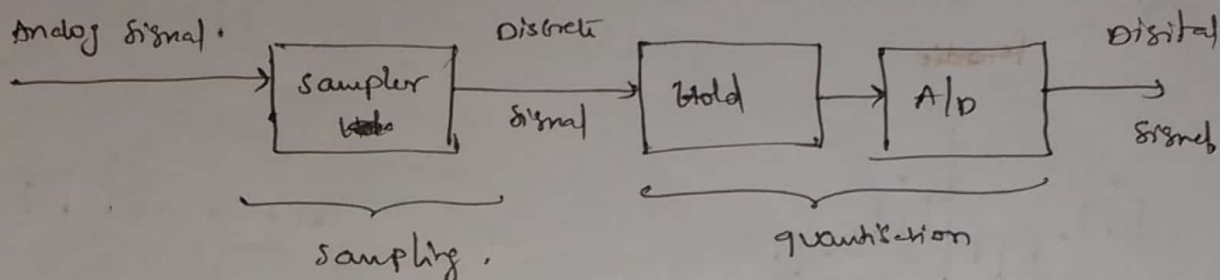 Analog Signal.
Discrete
Signal
Digital
Signal
Sampler
Hold
A/D
sampling.
quantisation